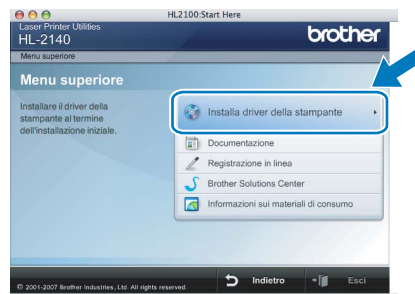 HL2100:Start Here
Laser Printer Utilities
HL-2140
brother
Menu superiore
Menu superiore
Installare il driver della
stampante al termine
dell'installazione iniziale.
Installa driver della stampante
Documentazione
Registrazione in linea
Brother Solutions Center
Informazioni sui materiali di consumo
© 2001-2007 Brother Industries, Ltd. All rights reserved.
Indietro
Esci